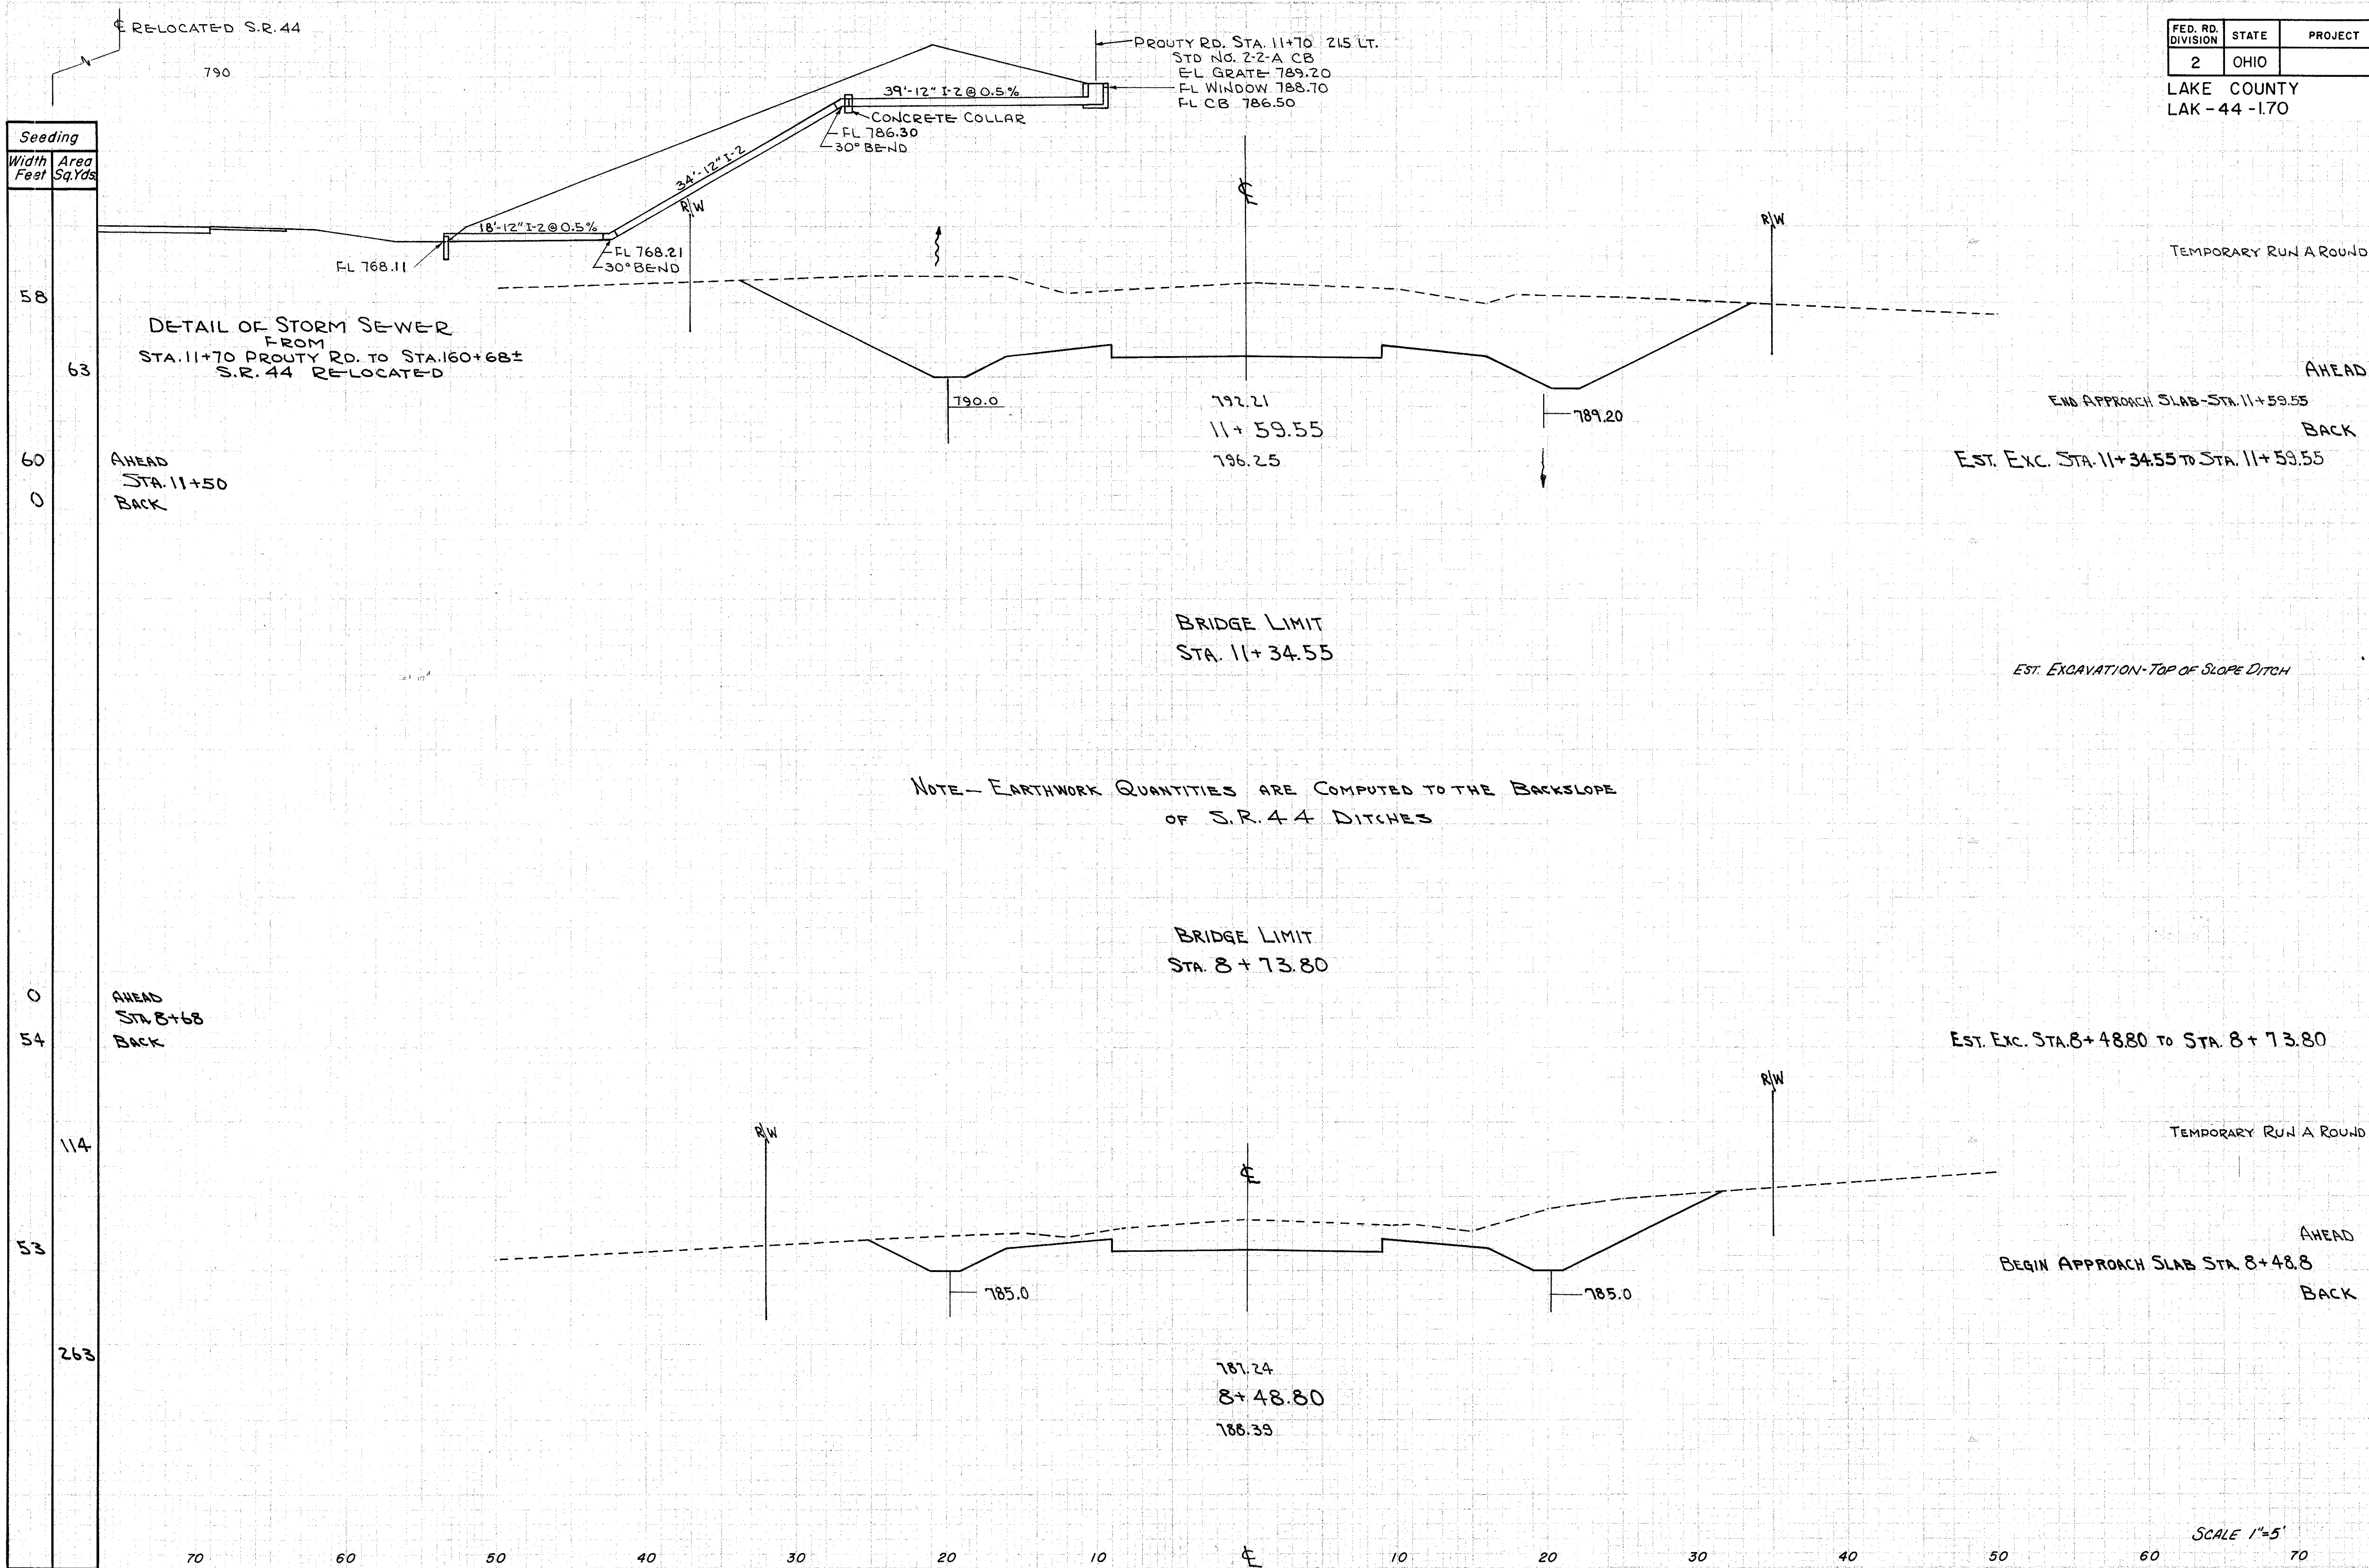 ℄ RELOCATED S.R. 44
N
790
PROUTY RD. STA. 11+70 21.5 LT.
STD NO. 2-2-A CB
EL GRATE 789.20
FL WINDOW 788.70
FL CB 786.50
39'-12" I-2 @ 0.5%
CONCRETE COLLAR
FL 786.30
30° BEND
34'-12" I-2
18'-12" I-2 @ 0.5%
FL 768.21
30° BEND
FL 768.11
FED. RD. DIVISION STATE PROJECT
2 OHIO
LAKE COUNTY
LAK-44-1.70
Seeding
Width Feet Area Sq.Yds.
58
63
60
0
DETAIL OF STORM SEWER
FROM
STA. 11+70 PROUTY RD. TO STA. 160+68±
S.R. 44 RELOCATED
R/W
℄
R/W
TEMPORARY RUN A ROUND
790.0
792.21
11+59.55
796.25
789.20
AHEAD
END APPROACH SLAB-STA. 11+59.55
BACK
EST. EXC. STA. 11+34.55 TO STA. 11+59.55
AHEAD
STA. 11+50
BACK
BRIDGE LIMIT
STA. 11+34.55
EST. EXCAVATION-TOP OF SLOPE DITCH
NOTE- EARTHWORK QUANTITIES ARE COMPUTED TO THE BACKSLOPE
OF S.R. 44 DITCHES
BRIDGE LIMIT
STA. 8+73.80
0
54
114
53
263
AHEAD
STA 8+68
BACK
EST. EXC. STA. 8+48.80 TO STA. 8+73.80
R/W
℄
R/W
TEMPORARY RUN A ROUND
785.0
785.0
AHEAD
BEGIN APPROACH SLAB STA. 8+48.8
BACK
787.24
8+48.80
788.39
SCALE 1"=5'
70 60 50 40 30 20 10 ℄ 10 20 30 40 50 60 70